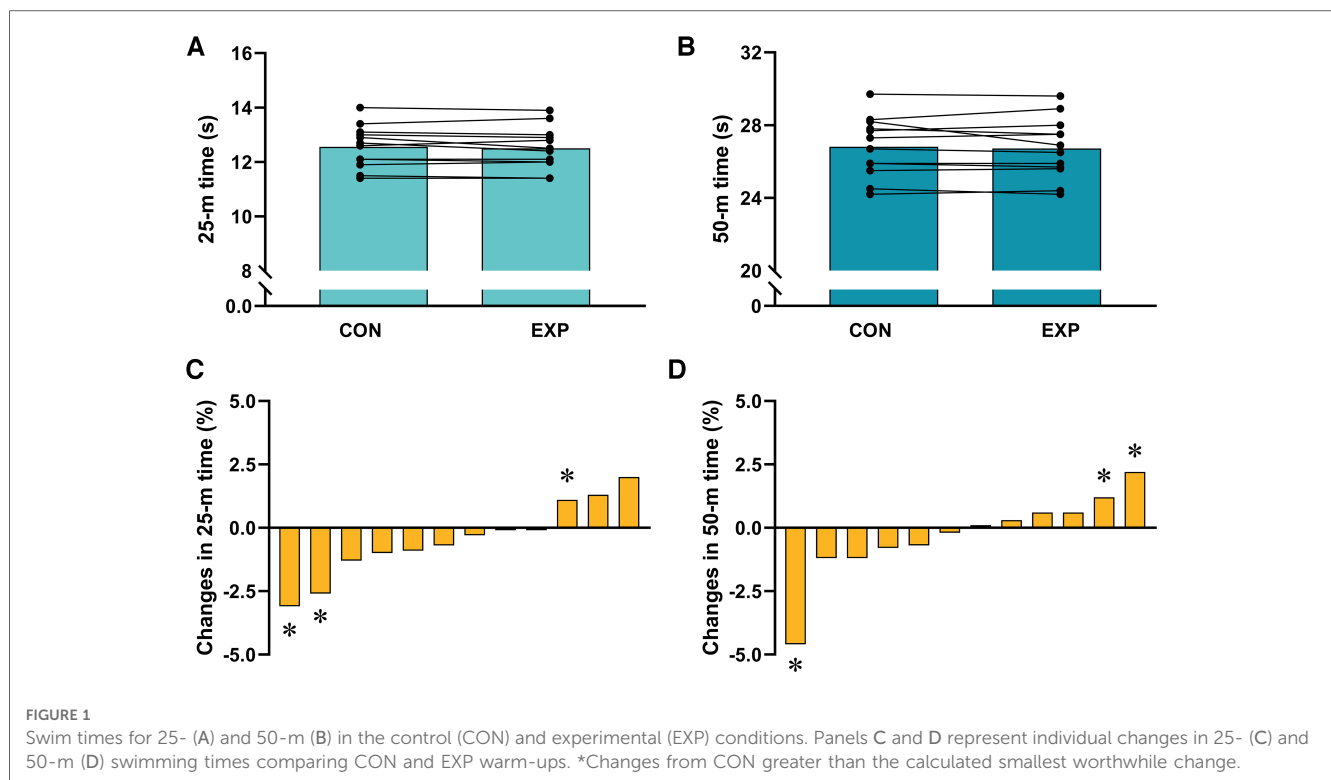 A
B
16
14
12
10
8
0.0
25-m time (s)
CON
EXP
32
28
24
20
0
50-m time (s)
CON
EXP
C
D
5.0
2.5
0.0
-2.5
-5.0
Changes in 25-m time (%)
*
*
*
5.0
2.5
0.0
-2.5
-5.0
Changes in 50-m time (%)
*
*
*
FIGURE 1
Swim times for 25- (A) and 50-m (B) in the control (CON) and experimental (EXP) conditions. Panels C and D represent individual changes in 25- (C) and
50-m (D) swimming times comparing CON and EXP warm-ups. *Changes from CON greater than the calculated smallest worthwhile change.